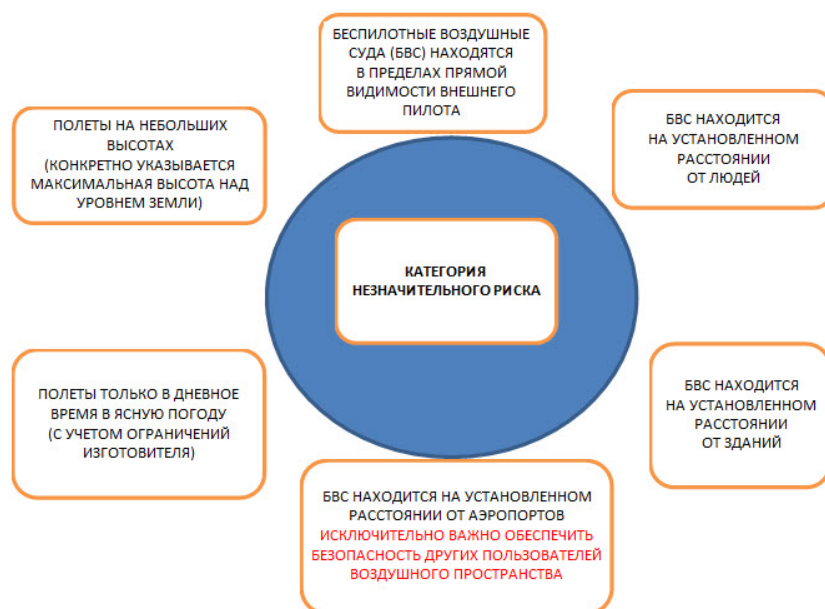 БЕСПИЛОТНЫЕ ВОЗДУШНЫЕ
СУДА (БВС) НАХОДЯТСЯ
В ПРЕДЕЛАХ ПРЯМОЙ
ВИДИМОСТИ ВНЕШНЕГО
ПИЛОТА
ПОЛЕТЫ НА НЕБОЛЬШИХ
ВЫСОТАХ
(КОНКРЕТНО УКАЗЫВАЕТСЯ
МАКСИМАЛЬНАЯ ВЫСОТА НАД
УРОВНЕМ ЗЕМЛИ)
БВС НАХОДИТСЯ
НА УСТАНОВЛЕННОМ
РАССТОЯНИИ
ОТ ЛЮДЕЙ
КАТЕГОРИЯ
НЕЗНАЧИТЕЛЬНОГО РИСКА
ПОЛЕТЫ ТОЛЬКО В ДНЕВНОЕ
ВРЕМЯ В ЯСНУЮ ПОГОДУ
(С УЧЕТОМ ОГРАНИЧЕНИЙ
ИЗГОТОВИТЕЛЯ)
БВС НАХОДИТСЯ
НА УСТАНОВЛЕННОМ
РАССТОЯНИИ
ОТ ЗДАНИЙ
БВС НАХОДИТСЯ НА УСТАНОВЛЕННОМ
РАССТОЯНИИ ОТ АЭРОПОРТОВ
ИСКЛЮЧИТЕЛЬНО ВАЖНО ОБЕСПЕЧИТЬ
БЕЗОПАСНОСТЬ ДРУГИХ ПОЛЬЗОВАТЕЛЕЙ
ВОЗДУШНОГО ПРОСТРАНСТВА